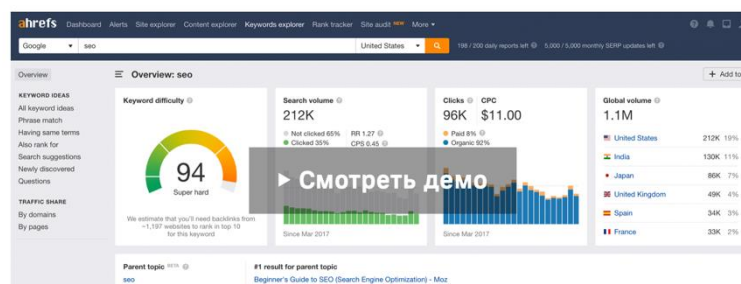 ahrefs Dashboard Alerts Site explorer Content explorer Keywords explorer Rank tracker Site audit NEW More
Google seo United States 198 / 200 daily reports left 5,000 / 5,000 monthly SERP updates left
Overview
KEYWORD IDEAS
All keyword ideas
Phrase match
Having same terms
Also rank for
Search suggestions
Newly discovered
Questions
TRAFFIC SHARE
By domains
By pages
Overview: seo
+ Add to
Keyword difficulty
94
Super hard
We estimate that you'll need backlinks from
~1,197 websites to rank in top 10
for this keyword
Search volume
212K
Not clicked 65% RR 1.27
Clicked 35% CPS 0.45
Since Mar 2017
Clicks CPC
96K $11.00
Paid 8%
Organic 92%
Since Mar 2017
Global volume
1.1M
United States 212K 19%
India 130K 11%
Japan 86K 7%
United Kingdom 49K 4%
Spain 34K 3%
France 33K 2%
Смотреть демо
Parent topic BETA
seo
#1 result for parent topic
Beginner's Guide to SEO (Search Engine Optimization) - Moz